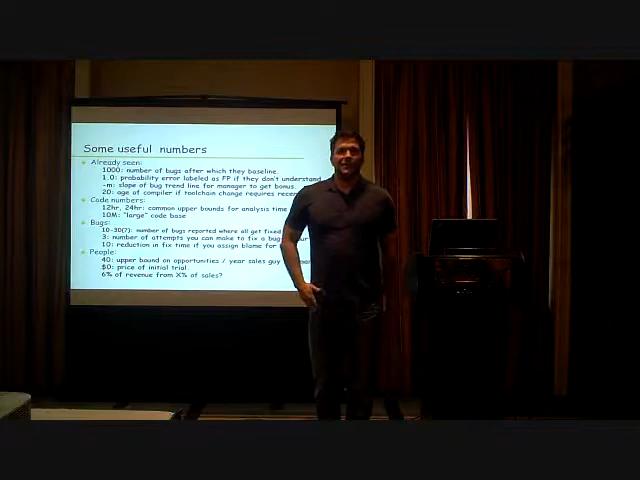 Some useful numbers
Already seen:
1000: number of bugs after which they baseline.
1.0: probability error labeled as FP if they don't understand
-m: slope of bug trend line for manager to get bonus.
20: age of compiler if toolchain change requires
Code numbers:
12hr, 24hr: common upper bounds for analysis time
10M: "large" code base
Bugs:
10-30(?): number of bugs reported where all get fixed
3: number of attempts you can make to fix a bug
10: reduction in fix time if you assign blame for
People:
40: upper bound on opportunities / year sales guy
$0: price of initial trial.
6% of revenue from X% of sales?